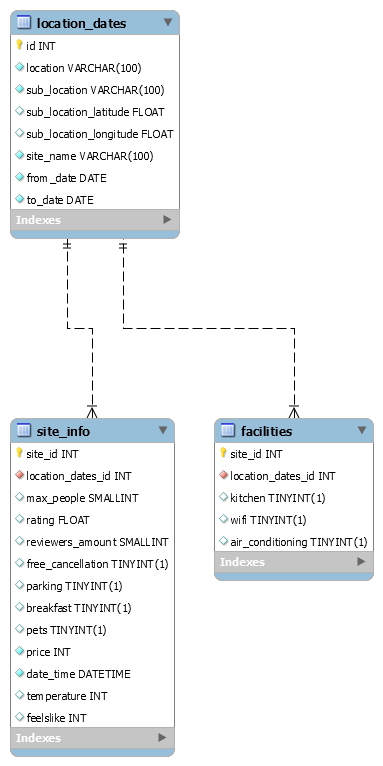 location_dates
id INT
location VARCHAR(100)
sub_location VARCHAR(100)
sub_location_latitude FLOAT
sub_location_longitude FLOAT
site_name VARCHAR(100)
from_date DATE
to_date DATE
Indexes
site_info
site_id INT
location_dates_id INT
max_people SMALLINT
rating FLOAT
reviewers_amount SMALLINT
free_cancellation TINYINT(1)
parking TINYINT(1)
breakfast TINYINT(1)
pets TINYINT(1)
price INT
date_time DATETIME
temperature INT
feelslike INT
Indexes
facilities
site_id INT
location_dates_id INT
kitchen TINYINT(1)
wifi TINYINT(1)
air_conditioning TINYINT(1)
Indexes